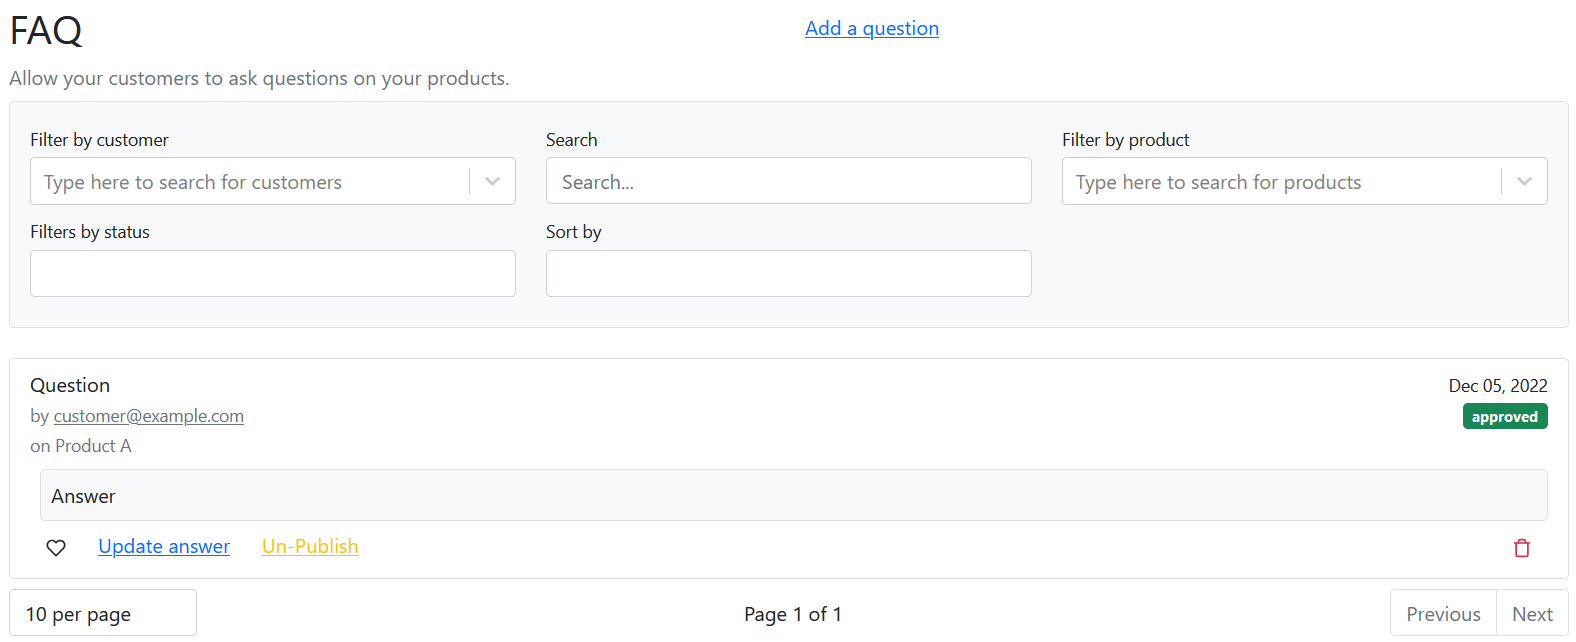 FAQ
Add a question
Allow your customers to ask questions on your products.
Filter by customer
Search
Filter by product
Type here to search for customers
Search...
Type here to search for products
Filters by status
Sort by
Question
Dec 05, 2022
by customer@example.com
approved
on Product A
Answer
Update answer
Un-Publish
10 per page
Page 1 of 1
Previous
Next